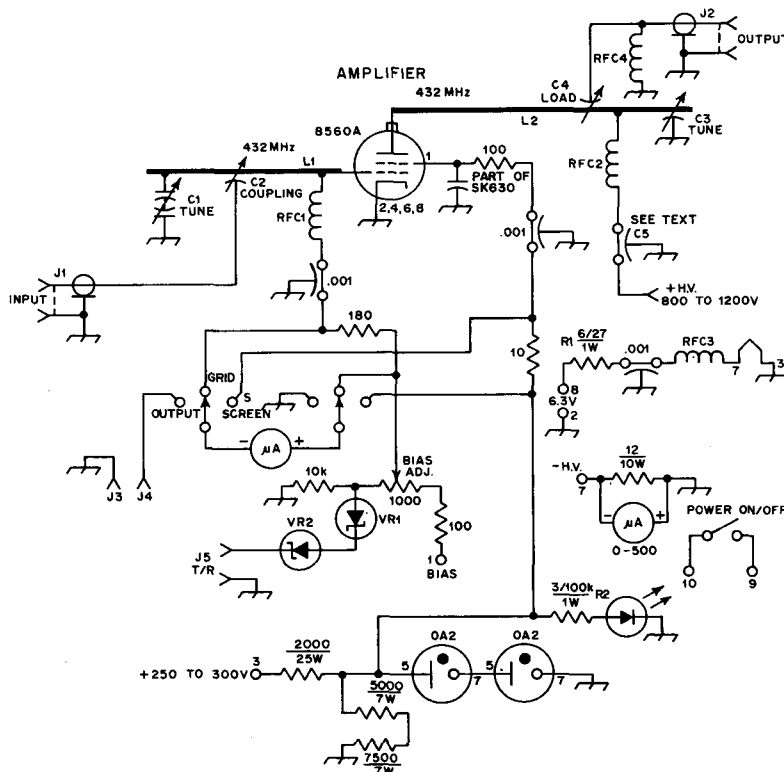 J2
OUTPUT
RFC4
AMPLIFIER
432 MHz
C4
LOAD
8560A
L2
C3
TUNE
432MHz
L1
1
100
PART OF
SK630
RFC2
C1
TUNE
C2
COUPLING
2,4,6,8
RFC1
SEE TEXT
C5
J1
.001
.001
INPUT
+H.V.
800 TO 1200V
180
10
R1
6/27
1W
.001
RFC3
7
3
GRID
S
OUTPUT
SCREEN
8
6.3V
2
- μA +
J3
J4
BIAS
ADJ.
1000
10k
VR1
VR2
100
-H.V.
7
12
10W
- μA +
0-500
POWER ON/OFF
10
9
J5
T/R
1
BIAS
3/100k
1W
R2
OA2
OA2
+250 TO 300V
3
2000
25W
5
7
5
7
5000
7W
7500
7W